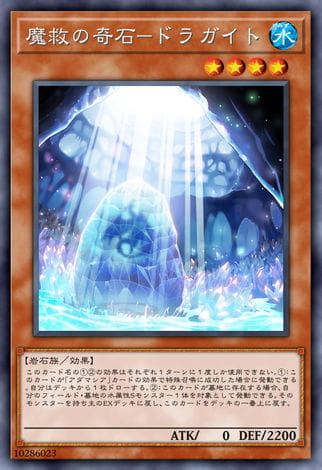 魔救の奇石－ドラガイト
水
【岩石族／効果】
このカード名の①②の効果はそれぞれ１ターンに１度しか使用できない。①：こ
のカードが「アダマシア」カードの効果で特殊召喚に成功した場合に発動できる
。自分はデッキから１枚ドローする。②：このカードが墓地に存在する場合、自
分のフィールド・墓地の水属性Ｓモンスター１体を対象として発動できる。そ
のモンスターを持ち主のEXデッキに戻し、このカードをデッキの一番上に戻す。
ATK/ 0 DEF/2200
10286023